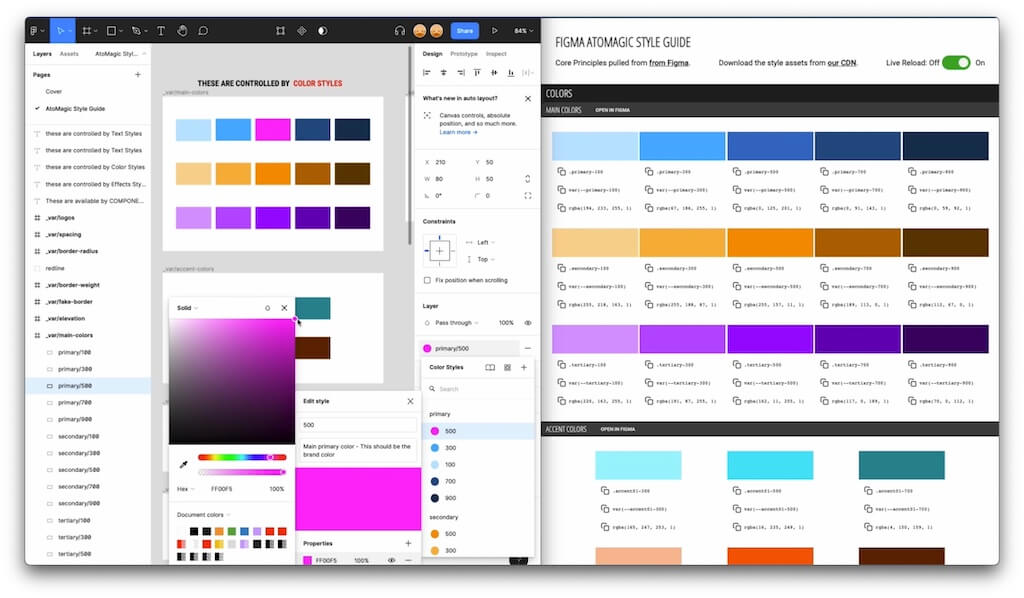 Share
84%
Layers
Assets
AtoMagic Styl...
Pages
Cover
AtoMagic Style Guide
these are controlled by Text Styles
these are controlled by Text Styles
these are controlled by Color Styles
these are controlled by Effects Sty...
These are available by COMPONE...
_var/logos
_var/spacing
_var/border-radius
redline
_var/border-weight
_var/fake-border
_var/elevation
_var/main-colors
primary/100
primary/300
primary/500
primary/700
primary/900
secondary/100
secondary/300
secondary/500
secondary/700
secondary/900
tertiary/100
tertiary/300
tertiary/500
THESE ARE CONTROLLED BY COLOR STYLES
_var/main-colors
_var/accent-colors
Solid
Hex
FF00F5
100%
Document colors
Edit style
500
Main primary color - This should be the
brand color
Properties
FF00F5
100%
Design
Prototype
Inspect
What's new in auto layout?
Canvas controls, absolute
position, and so much more.
Learn more →
X 210
Y 50
W 80
H 50
0°
0
Constraints
Left
Top
Fix position when scrolling
Layer
Pass through
100%
primary/500
Color Styles
Search
primary
500
300
100
700
900
secondary
500
300
FIGMA ATOMAGIC STYLE GUIDE
Core Principles pulled from from Figma.
Download the style assets from our CDN.
Live Reload: Off
On
COLORS
MAIN COLORS
OPEN IN FIGMA
.primary-100
.primary-300
.primary-500
.primary-700
.primary-900
var(--primary-100)
var(--primary-300)
var(--primary-500)
var(--primary-700)
var(--primary-900)
rgba(194, 233, 255, 1)
rgba(67, 186, 255, 1)
rgba(0, 125, 201, 1)
rgba(0, 91, 143, 1)
rgba(0, 59, 92, 1)
.secondary-100
.secondary-300
.secondary-500
.secondary-700
.secondary-900
var(--secondary-100)
var(--secondary-300)
var(--secondary-500)
var(--secondary-700)
var(--secondary-900)
rgba(255, 218, 163, 1)
rgba(255, 188, 87, 1)
rgba(255, 157, 11, 1)
rgba(189, 113, 0, 1)
rgba(112, 67, 0, 1)
.tertiary-100
.tertiary-300
.tertiary-500
.tertiary-700
.tertiary-900
var(--tertiary-100)
var(--tertiary-300)
var(--tertiary-500)
var(--tertiary-700)
var(--tertiary-900)
rgba(220, 163, 255, 1)
rgba(191, 87, 255, 1)
rgba(162, 11, 255, 1)
rgba(117, 0, 189, 1)
rgba(70, 0, 112, 1)
ACCENT COLORS
OPEN IN FIGMA
.accent01-300
.accent01-500
.accent01-700
var(--accent01-300)
var(--accent01-500)
var(--accent01-700)
rgba(165, 247, 253, 1)
rgba(16, 235, 249, 1)
rgba(4, 150, 159, 1)